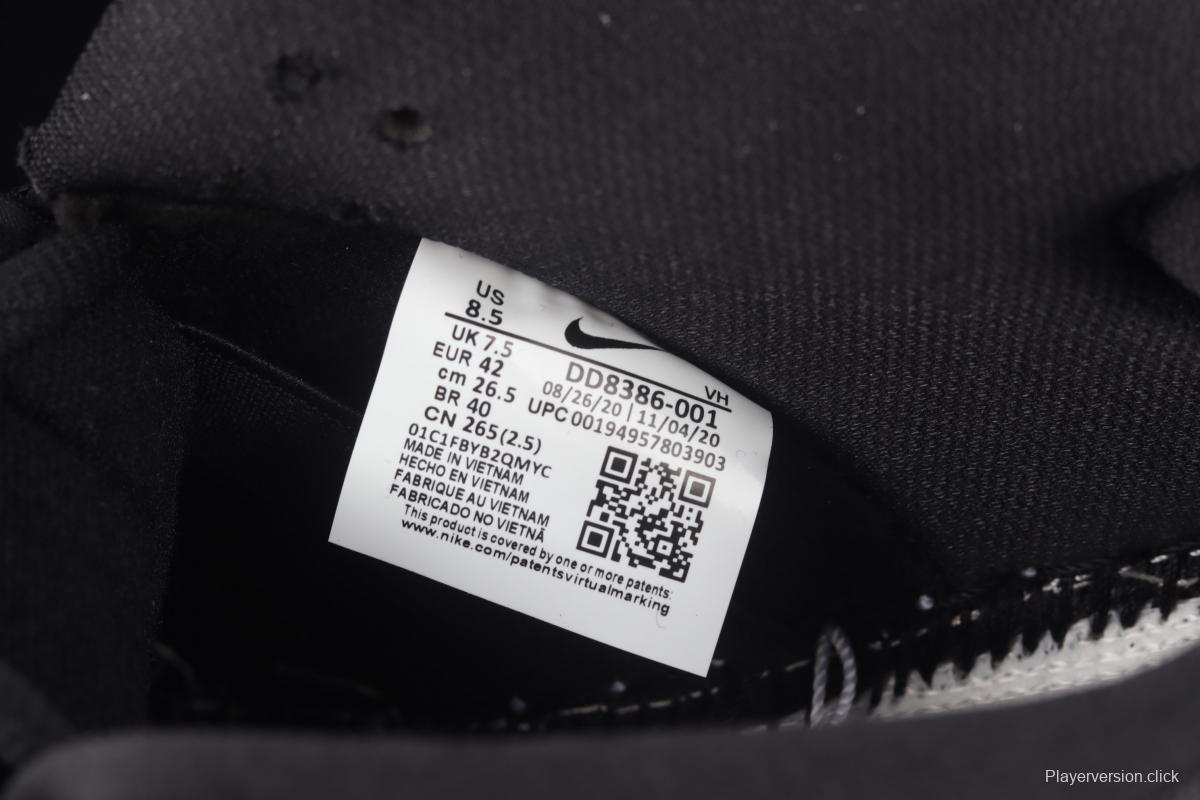 US
8.5
VH
UK 7.5
EUR 42
cm 26.5
BR 40
CN 265(2.5)
DD8386-001
08/26/20 | 11/04/20
UPC 00194957803903
01C1FBYB2QMYC
MADE IN VIETNAM
HECHO EN VIETNAM
FABRIQUE AU VIETNAM
FABRICADO NO VIETNÃ
This product is covered by one or more patents:
www.nike.com/patentsvirtualmarking
Playerversion.click